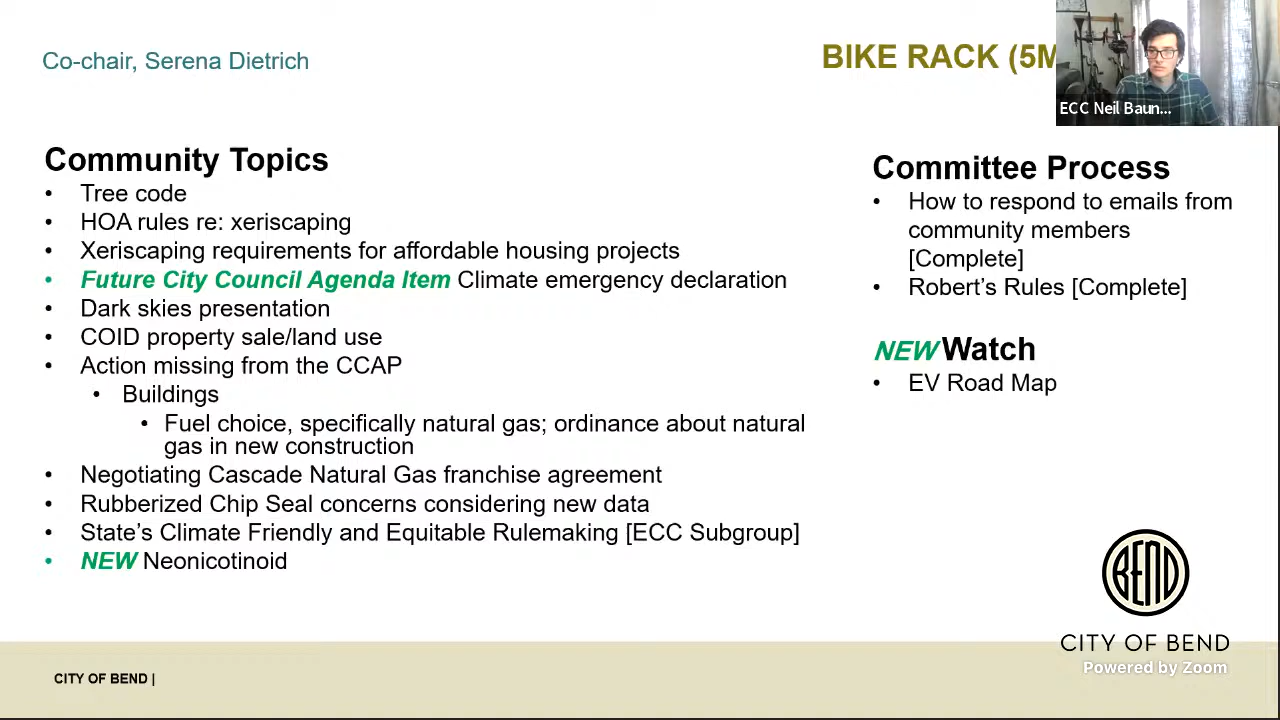 Co-chair, Serena Dietrich
BIKE RACK (5M
ECC Neil Baun...
Community Topics
• Tree code
• HOA rules re: xeriscaping
• Xeriscaping requirements for affordable housing projects
• Future City Council Agenda Item Climate emergency declaration
• Dark skies presentation
• COID property sale/land use
• Action missing from the CCAP
• Buildings
• Fuel choice, specifically natural gas; ordinance about natural
gas in new construction
• Negotiating Cascade Natural Gas franchise agreement
• Rubberized Chip Seal concerns considering new data
• State’s Climate Friendly and Equitable Rulemaking [ECC Subgroup]
• NEW Neonicotinoid
Committee Process
• How to respond to emails from
community members
[Complete]
• Robert’s Rules [Complete]
NEW Watch
• EV Road Map
BEND
CITY OF BEND
Powered by Zoom
CITY OF BEND |